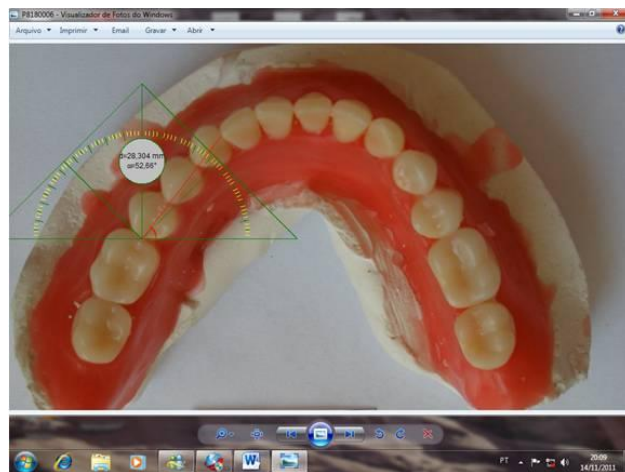 P8180006 - Visualizador de Fotos do Windows
Arquivo Imprimir Email Gravar Abrir
d=28,304 mm
α=52,66°
PT
20:09
14/11/2011